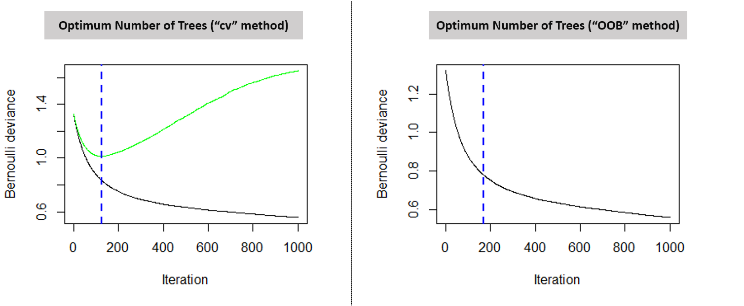 Optimum Number of Trees (“cv” method)
Bernoulli deviance
1.4
1.0
0.6
0 200 400 600 800 1000
Iteration
Optimum Number of Trees (“OOB” method)
Bernoulli deviance
1.2
1.0
0.8
0.6
0 200 400 600 800 1000
Iteration